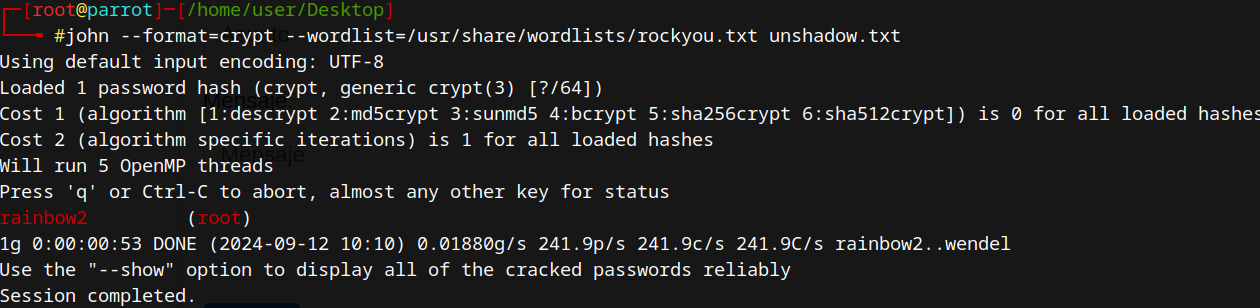 ┌─[root@parrot]─[/home/user/Desktop]
└──╼ #john --format=crypt --wordlist=/usr/share/wordlists/rockyou.txt unshadow.txt
Using default input encoding: UTF-8
Loaded 1 password hash (crypt, generic crypt(3) [?/64])
Mensaje
Cost 1 (algorithm [1:descrypt 2:md5crypt 3:sunmd5 4:bcrypt 5:sha256crypt 6:sha512crypt]) is 0 for all loaded hashes
Cost 2 (algorithm specific iterations) is 1 for all loaded hashes
Mensaje
Will run 5 OpenMP threads
Press 'q' or Ctrl-C to abort, almost any other key for status
rainbow2         (root)
1g 0:00:00:53 DONE (2024-09-12 10:10) 0.01880g/s 241.9p/s 241.9c/s 241.9C/s rainbow2..wendel
Use the "--show" option to display all of the cracked passwords reliably
Session completed.